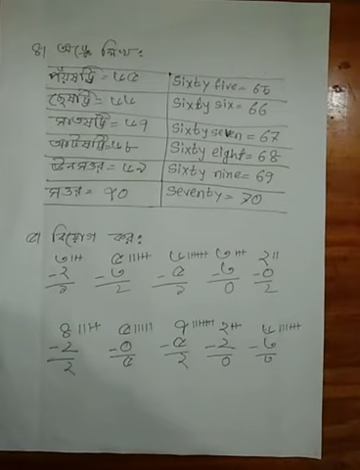 ৪) অঙ্কে লিখ:
পঁয়ষট্টি = ৬৫ Sixty five = 65
ছেষট্টি = ৬৬ Sixty six = 66
সাতষট্টি = ৬৭ Sixty seven = 67
আটষট্টি = ৬৮ Sixty eight = 68
ঊনসত্তর = ৬৯ Sixty nine = 69
সত্তর = ৭০ Seventy = 70
৫) বিয়োগ কর:
৩ ৫ ৬ ৩ ২
-২ -৩ -৫ -৩ -০
১ ২ ১ ০ ২
৪ ৫ ৭ ২ ৬
-২ -০ -৫ -২ -৩
২ ৫ ২ ০ ৩